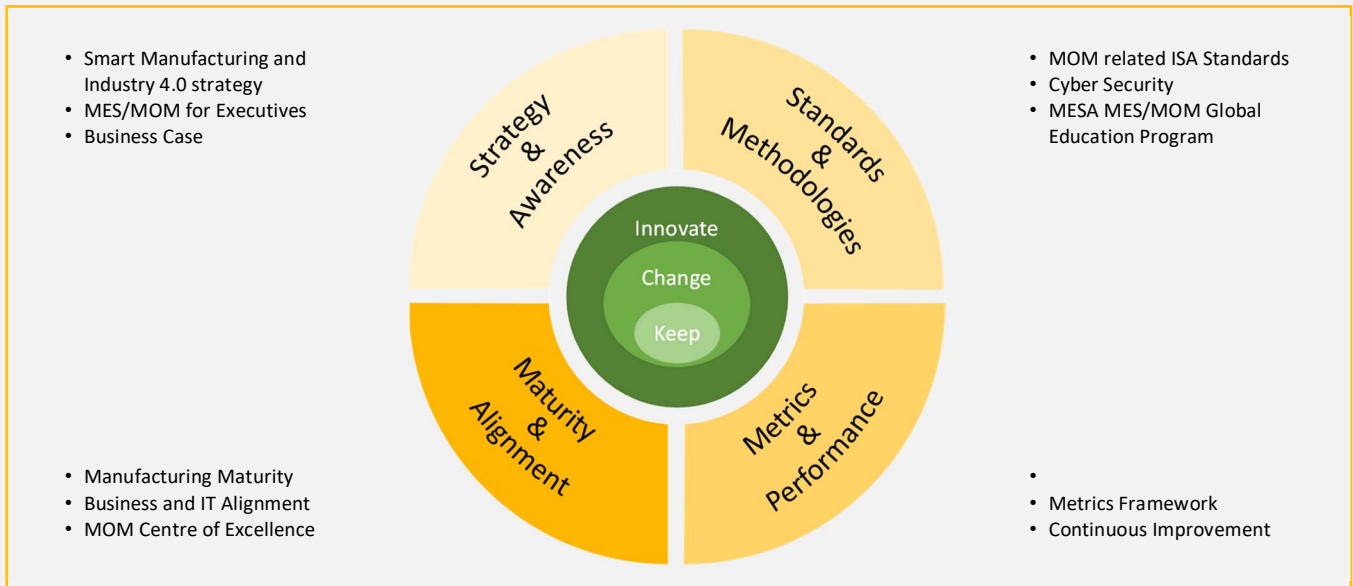 • Smart Manufacturing and
Industry 4.0 strategy
• MES/MOM for Executives
• Business Case
• MOM related ISA Standards
• Cyber Security
• MESA MES/MOM Global
Education Program
Strategy
&
Awareness
Standards
&
Methodologies
Innovate
Change
Keep
Maturity
&
Alignment
Metrics
&
Performance
• Manufacturing Maturity
• Business and IT Alignment
• MOM Centre of Excellence
•
• Metrics Framework
• Continuous Improvement